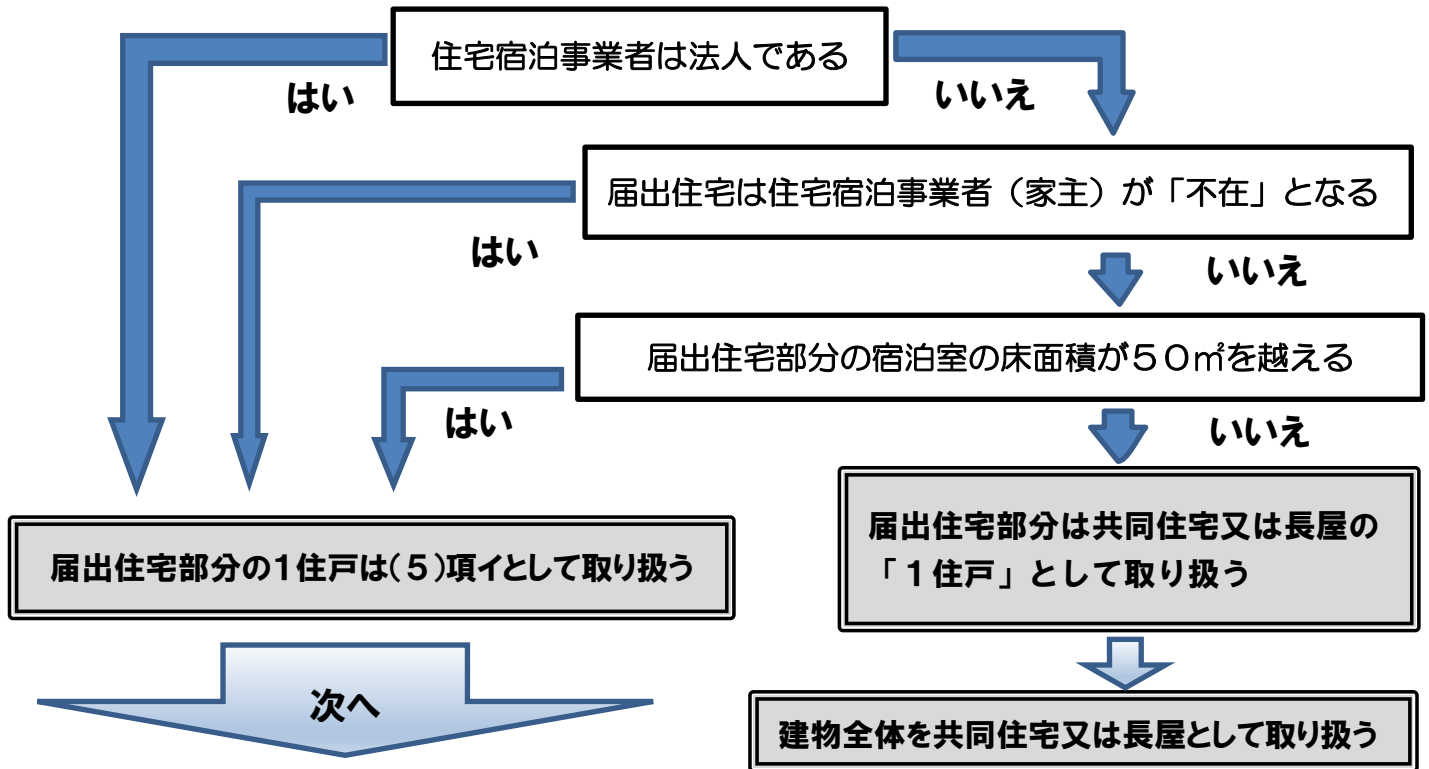 住宅宿泊事業者は法人である
はい
いいえ
届出住宅は住宅宿泊事業者（家主）が「不在」となる
はい
いいえ
届出住宅部分の宿泊室の床面積が５０㎡を越える
はい
いいえ
届出住宅部分の1住戸は（5）項イとして取り扱う
届出住宅部分は共同住宅又は長屋の
「１住戸」として取り扱う
次へ
建物全体を共同住宅又は長屋として取り扱う